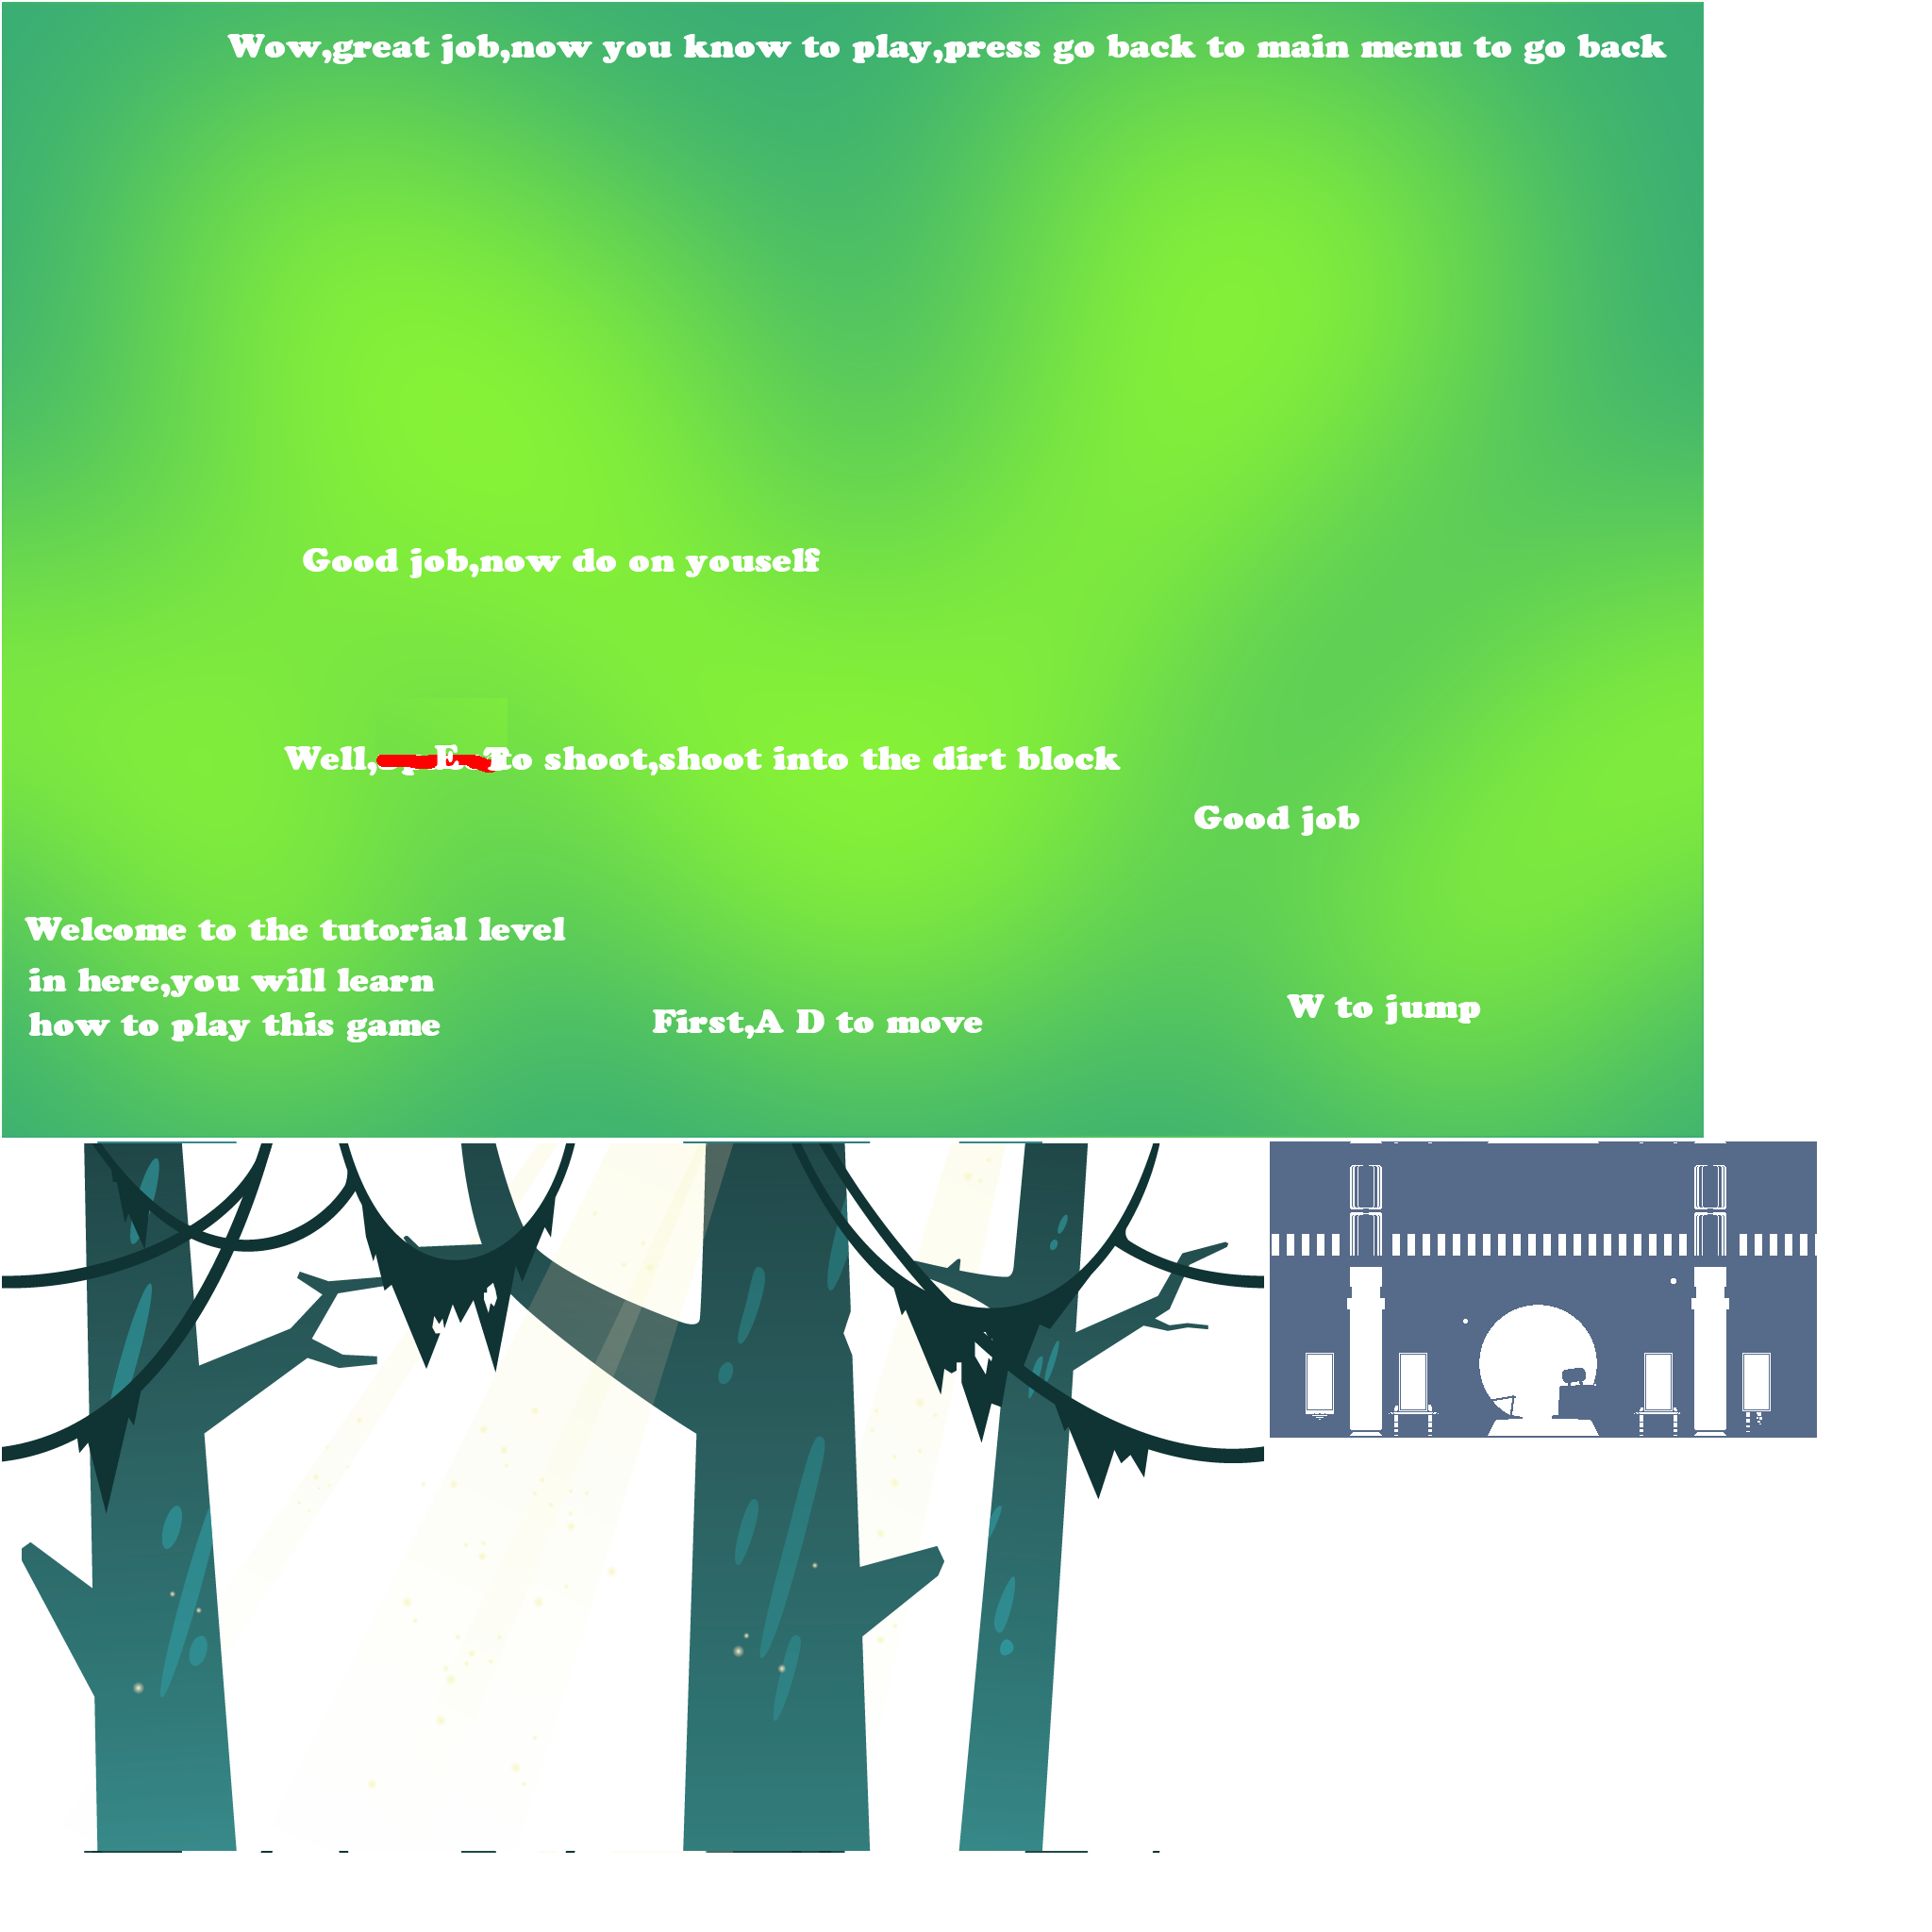 Wow,great job,now you know to play,press go back to main menu to go back
Good job,now do on youself
Well, E To shoot,shoot into the dirt block
Good job
Welcome to the tutorial level
in here,you will learn
how to play this game
First,A D to move
W to jump